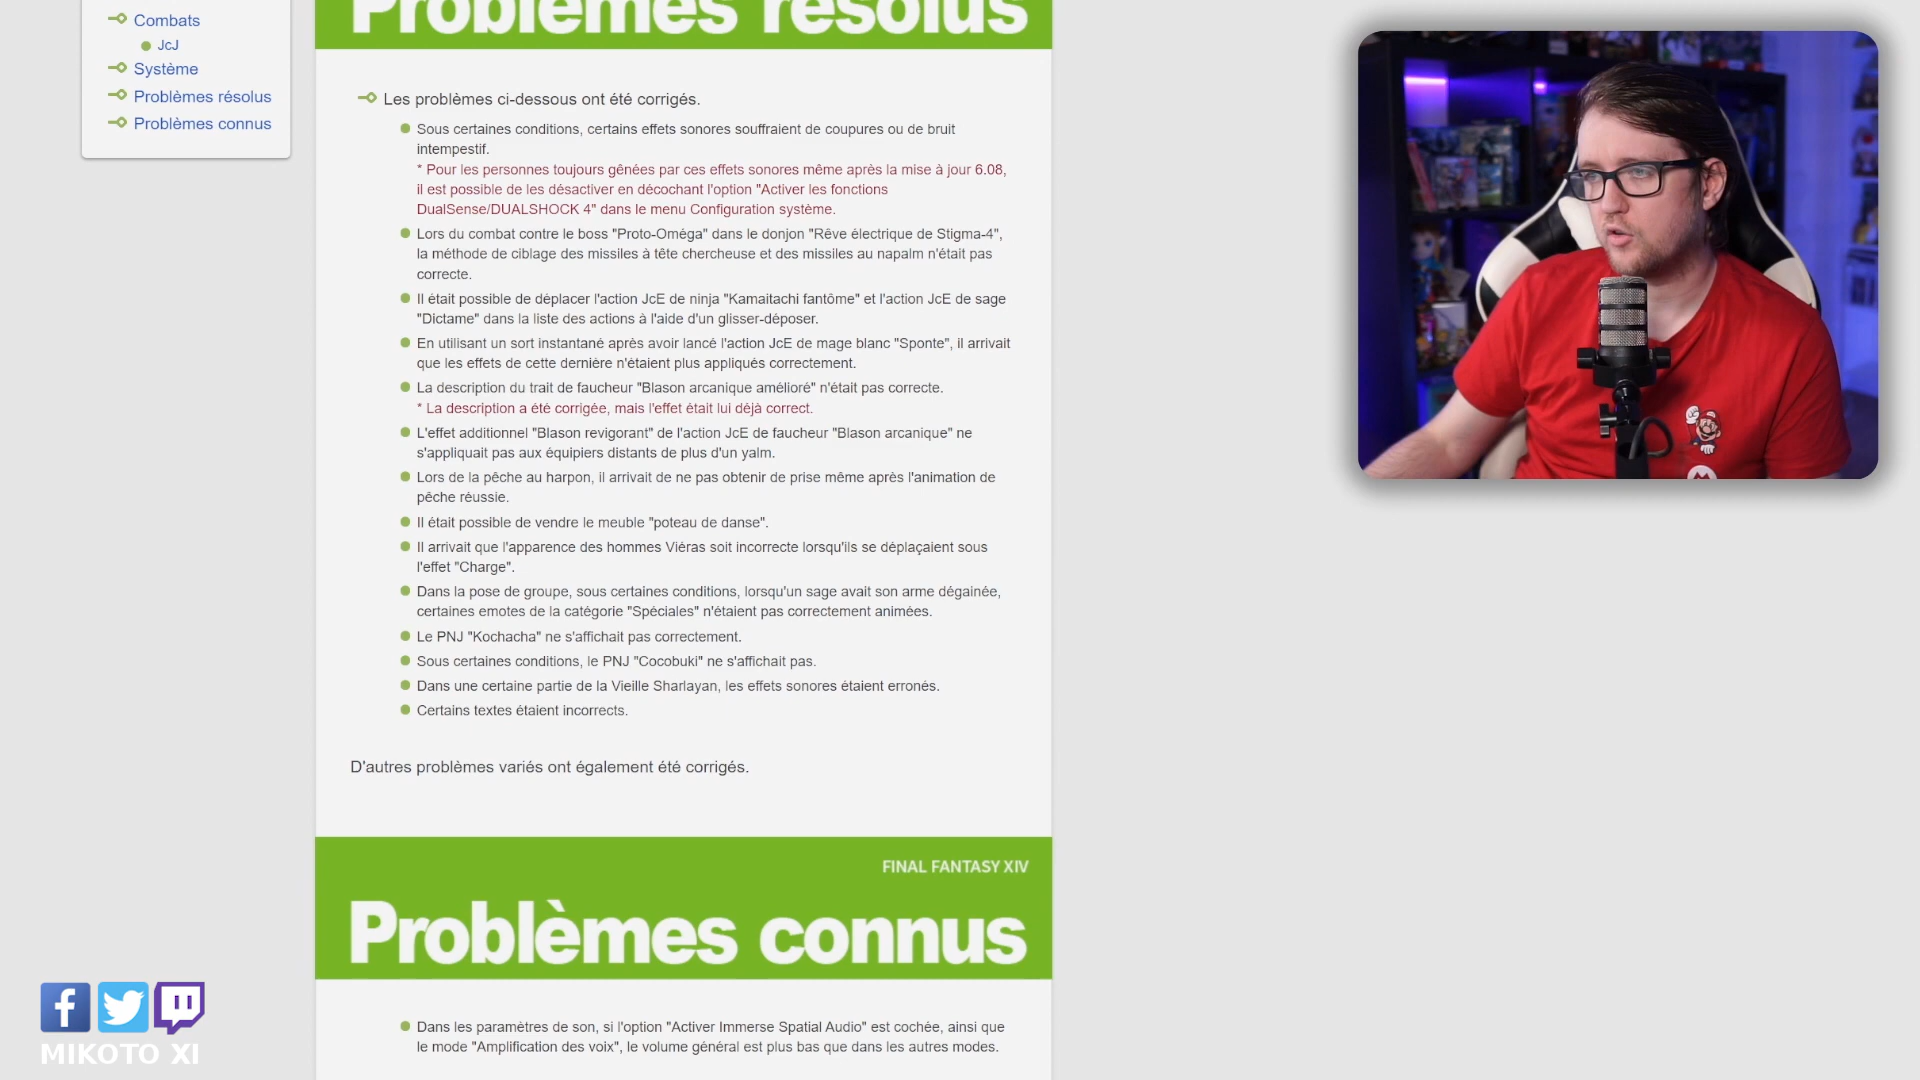 Problèmes résolus
Combats
JcJ
Système
Problèmes résolus
Problèmes connus
Les problèmes ci-dessous ont été corrigés.
Sous certaines conditions, certains effets sonores souffraient de coupures ou de bruit
intempestif.
* Pour les personnes toujours gênées par ces effets sonores même après la mise à jour 6.08,
il est possible de les désactiver en décochant l'option "Activer les fonctions
DualSense/DUALSHOCK 4" dans le menu Configuration système.
Lors du combat contre le boss "Proto-Oméga" dans le donjon "Rêve électrique de Stigma-4",
la méthode de ciblage des missiles à tête chercheuse et des missiles au napalm n'était pas
correcte.
Il était possible de déplacer l'action JcE de ninja "Kamaitachi fantôme" et l'action JcE de sage
"Dictame" dans la liste des actions à l'aide d'un glisser-déposer.
En utilisant un sort instantané après avoir lancé l'action JcE de mage blanc "Sponte", il arrivait
que les effets de cette dernière n'étaient plus appliqués correctement.
La description du trait de faucheur "Blason arcanique amélioré" n'était pas correcte.
* La description a été corrigée, mais l'effet était lui déjà correct.
L'effet additionnel "Blason revigorant" de l'action JcE de faucheur "Blason arcanique" ne
s'appliquait pas aux équipiers distants de plus d'un yalm.
Lors de la pêche au harpon, il arrivait de ne pas obtenir de prise même après l'animation de
pêche réussie.
Il était possible de vendre le meuble "poteau de danse".
Il arrivait que l'apparence des hommes Viéras soit incorrecte lorsqu'ils se déplaçaient sous
l'effet "Charge".
Dans la pose de groupe, sous certaines conditions, lorsqu'un sage avait son arme dégainée,
certaines emotes de la catégorie "Spéciales" n'étaient pas correctement animées.
Le PNJ "Kochacha" ne s'affichait pas correctement.
Sous certaines conditions, le PNJ "Cocobuki" ne s'affichait pas.
Dans une certaine partie de la Vieille Sharlayan, les effets sonores étaient erronés.
Certains textes étaient incorrects.
D'autres problèmes variés ont également été corrigés.
FINAL FANTASY XIV
Problèmes connus
Dans les paramètres de son, si l'option "Activer Immerse Spatial Audio" est cochée, ainsi que
le mode "Amplification des voix", le volume général est plus bas que dans les autres modes.
MIKOTO XI